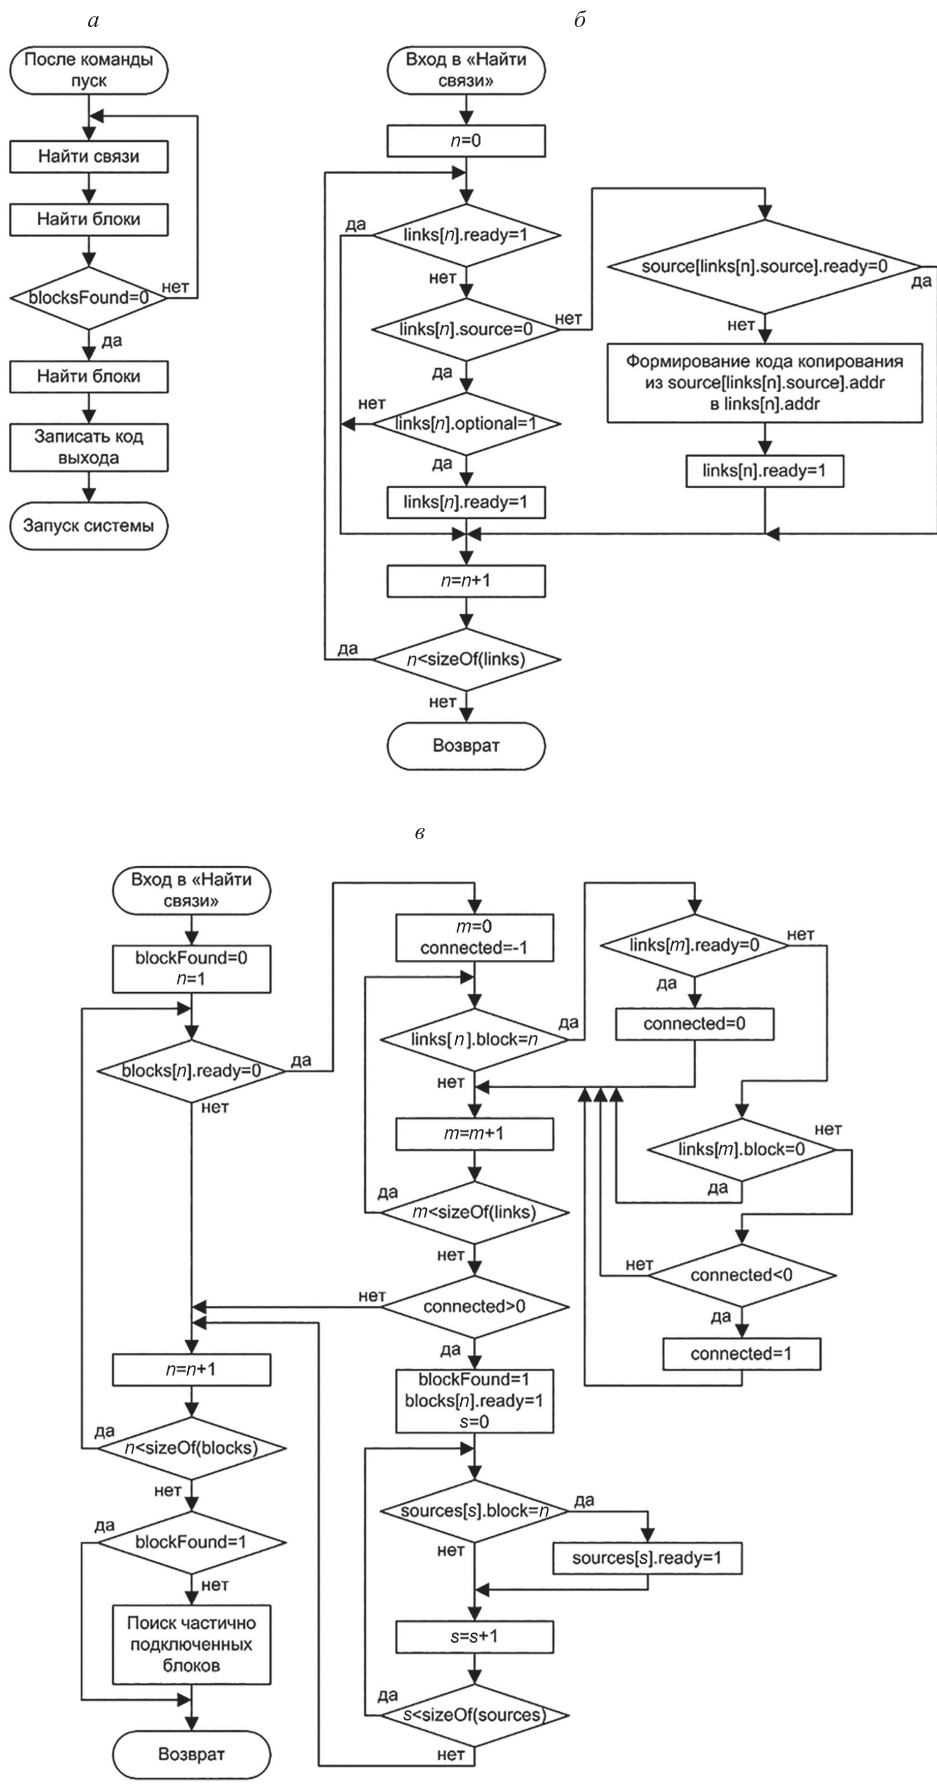 а
После команды
пуск
Найти связи
Найти блоки
blocksFound=0
нет
да
Найти блоки
Записать код
выхода
Запуск системы
б
Вход в «Найти
связи»
n=0
да
links[n].ready=1
нет
links[n].source=0
нет
да
нет
links[n].optional=1
да
links[n].ready=1
source[links[n].source].ready=0
да
нет
Формирование кода копирования
из source[links[n].source].addr
в links[n].addr
links[n].ready=1
n=n+1
да
n<sizeOf(links)
нет
Возврат
в
Вход в «Найти
связи»
blockFound=0
n=1
blocks[n].ready=0
да
нет
n=n+1
да
n<sizeOf(blocks)
нет
да
blockFound=1
нет
Поиск частично
подключенных
блоков
Возврат
m=0
connected=-1
links[n].block=n
да
нет
m=m+1
да
m<sizeOf(links)
нет
нет
connected>0
да
blockFound=1
blocks[n].ready=1
s=0
sources[s].block=n
да
нет
sources[s].ready=1
s=s+1
да
s<sizeOf(sources)
нет
links[m].ready=0
нет
да
connected=0
links[m].block=0
нет
да
нет
connected<0
да
connected=1